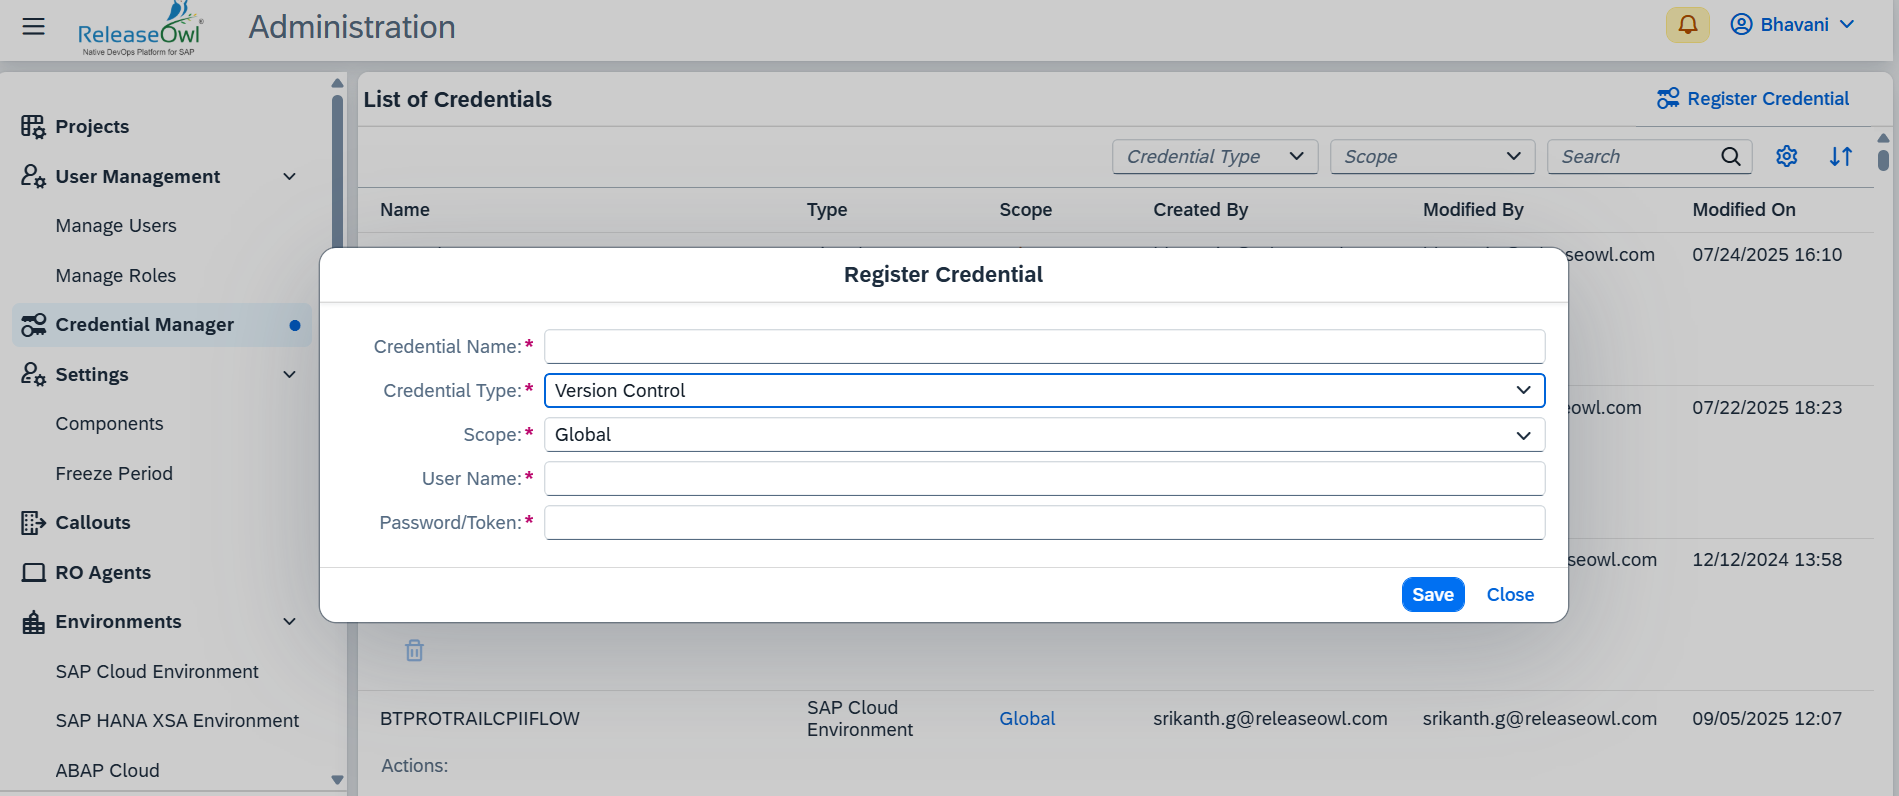 ReleaseOwl
Native DevOps Platform for SAP
Administration
Bhavani
Projects
User Management
Manage Users
Manage Roles
Credential Manager
Settings
Components
Freeze Period
Callouts
RO Agents
Environments
SAP Cloud Environment
SAP HANA XSA Environment
ABAP Cloud
List of Credentials
Register Credential
Credential Type
Scope
Search
Name Type Scope Created By Modified By Modified On
seowl.com 07/24/2025 16:10
owl.com 07/22/2025 18:23
seowl.com 12/12/2024 13:58
Register Credential
Credential Name:*
Credential Type:* Version Control
Scope:* Global
User Name:*
Password/Token:*
Save Close
BTPROTRAILCPIIFLOW SAP Cloud Environment Global srikanth.g@releaseowl.com srikanth.g@releaseowl.com 09/05/2025 12:07
Actions: